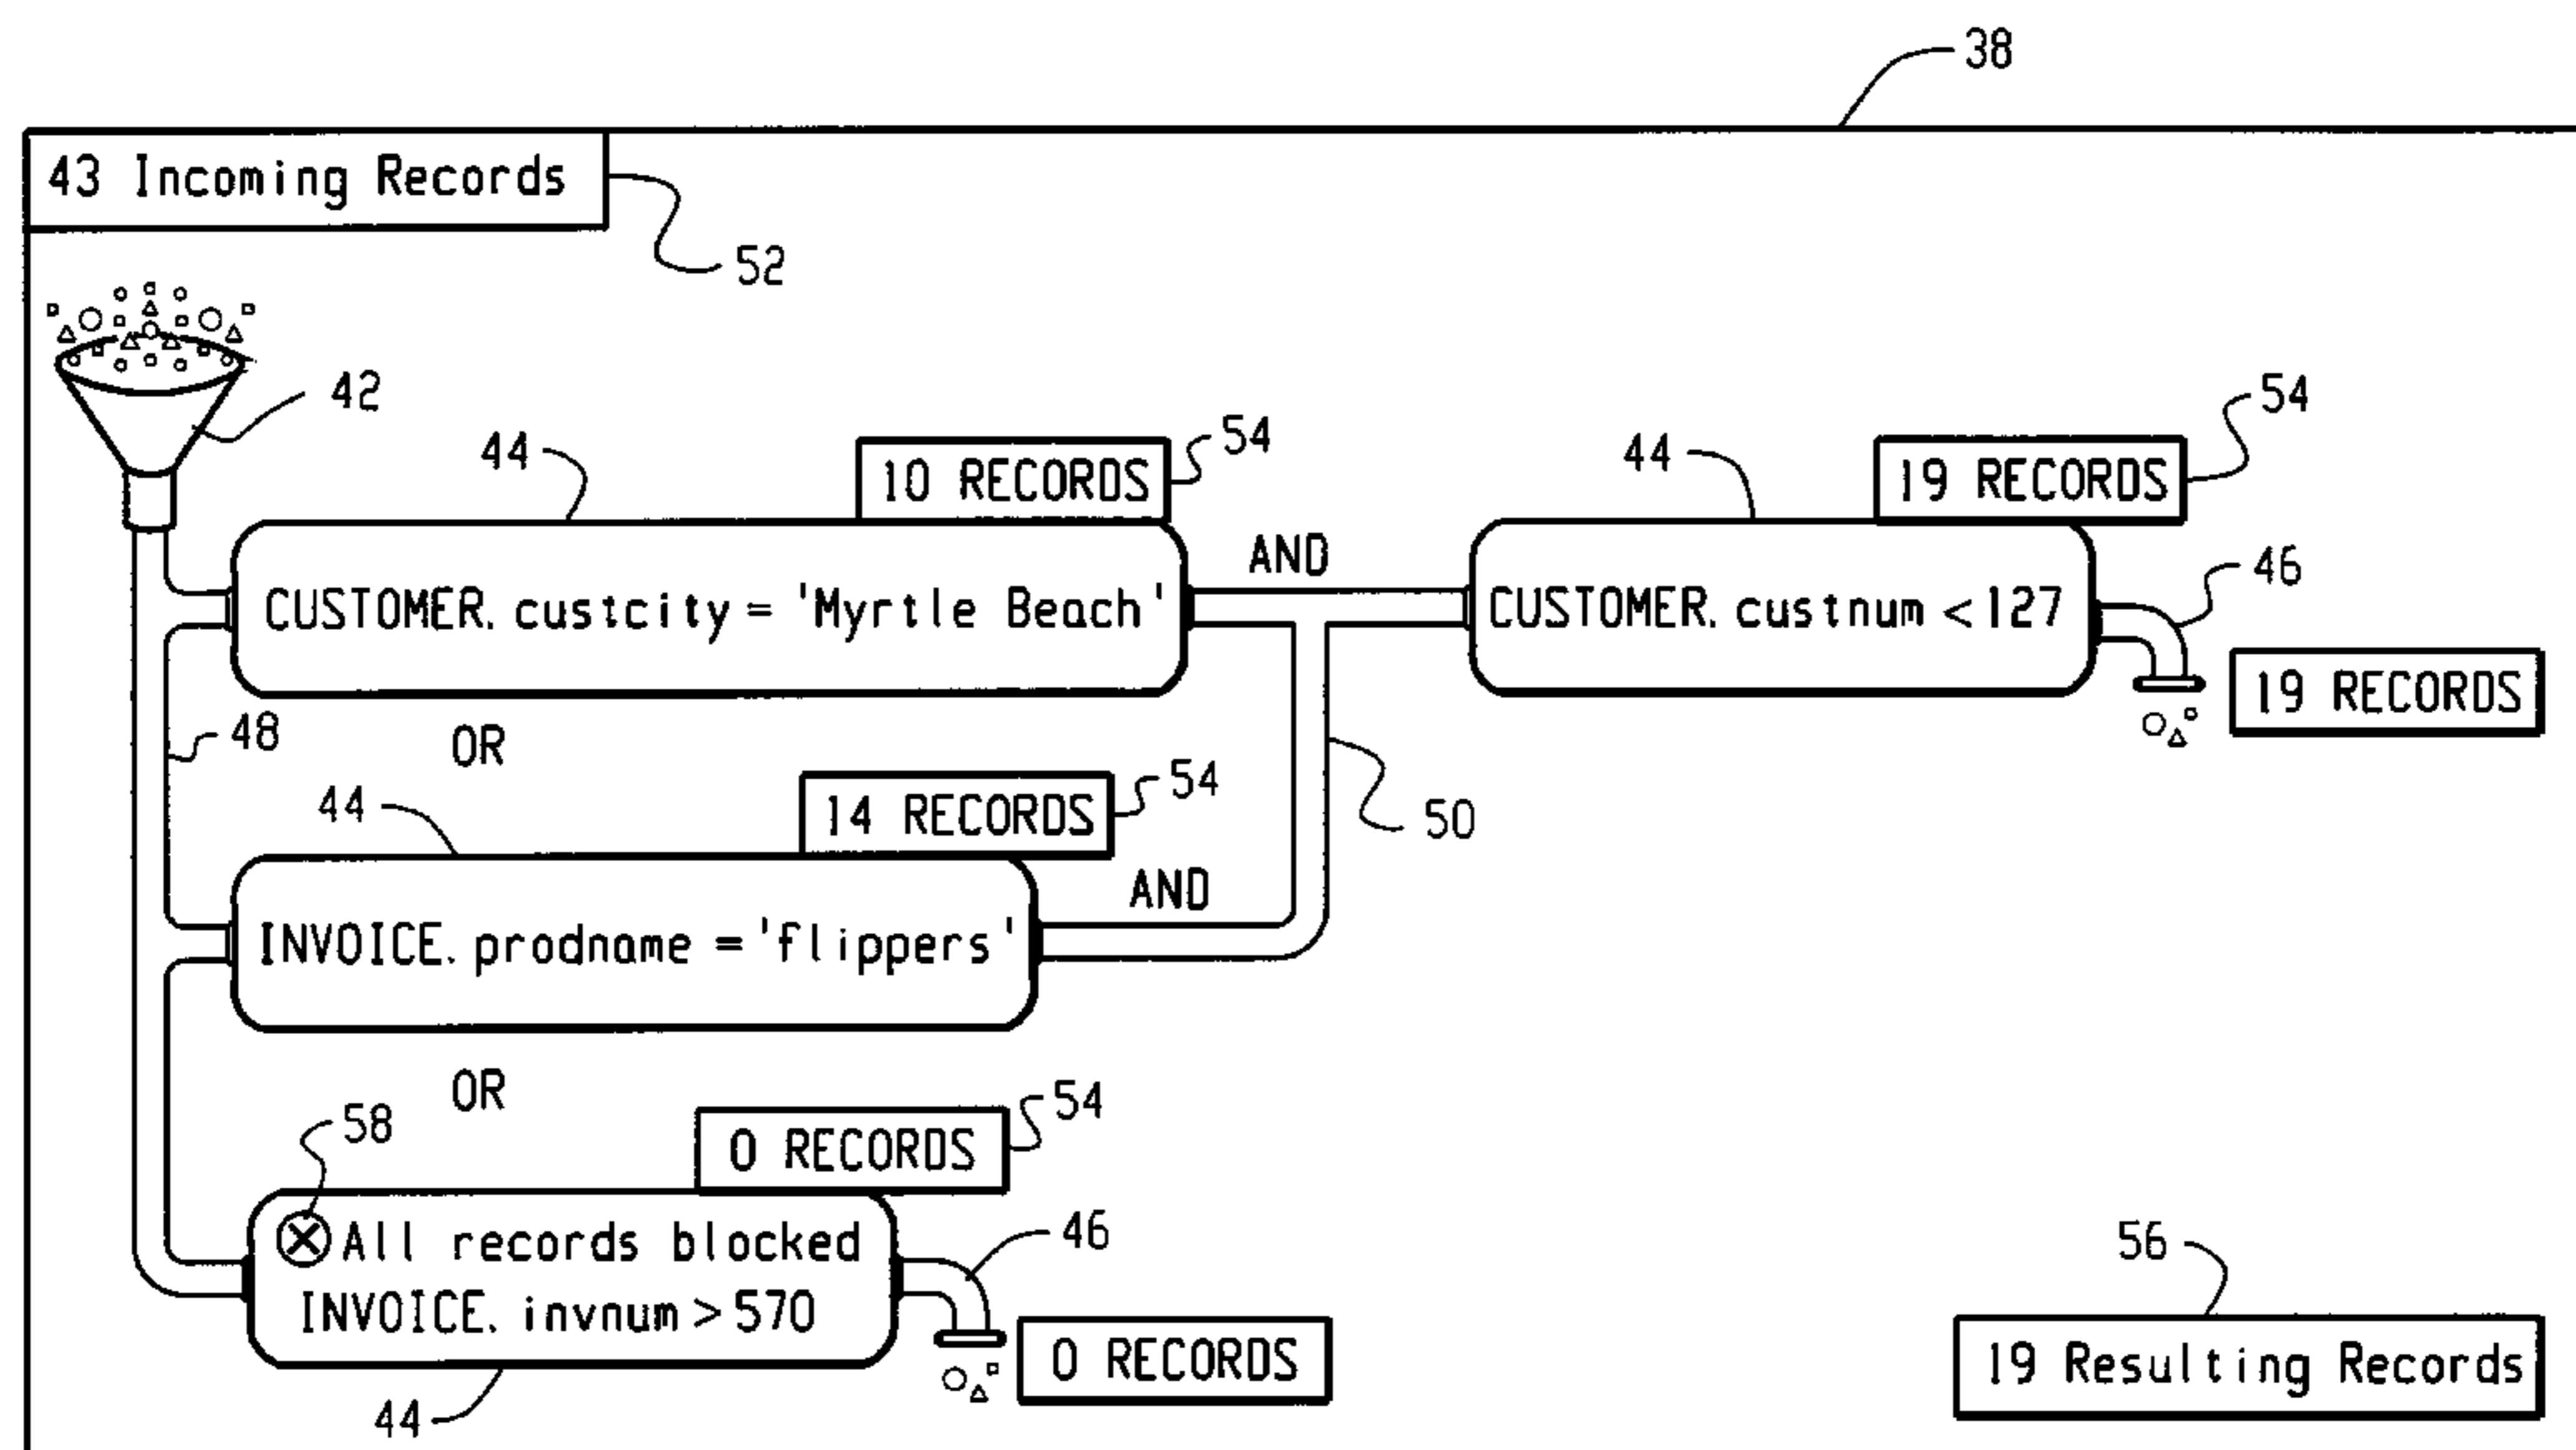 38
43 Incoming Records
52
42
54
44
10 RECORDS
54
44
19 RECORDS
AND
46
CUSTOMER. custcity = 'Myrtle Beach'
CUSTOMER. custnum < 127
19 RECORDS
48
OR
54
44
14 RECORDS
50
AND
INVOICE. prodname = 'flippers'
OR
54
58
0 RECORDS
All records blocked
46
56
INVOICE. invnum > 570
0 RECORDS
19 Resulting Records
44